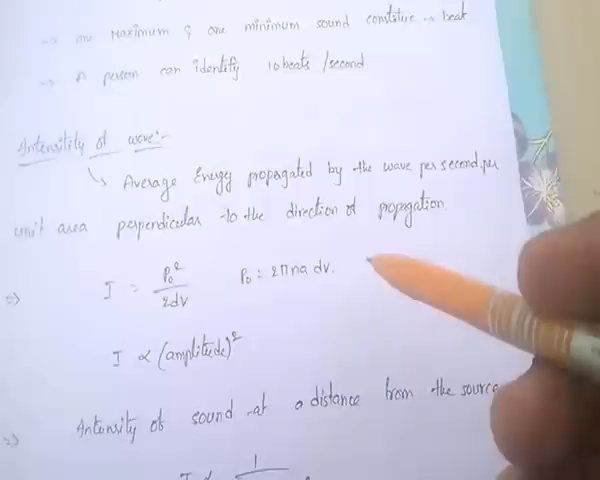 -> one Maximum & one minimum sound constitute -> beat
-> A person can identify 10 beats /second
Intensitity of wave:-
Average Energy propagated by the wave per second per
unit area perpendicular to the direction of propagation
=> I = P₀² / 2dv P₀ : 2πna dv.
I ∝ (amplitude)²
=> Intensity of sound at a distance from the source
I ∝ 1